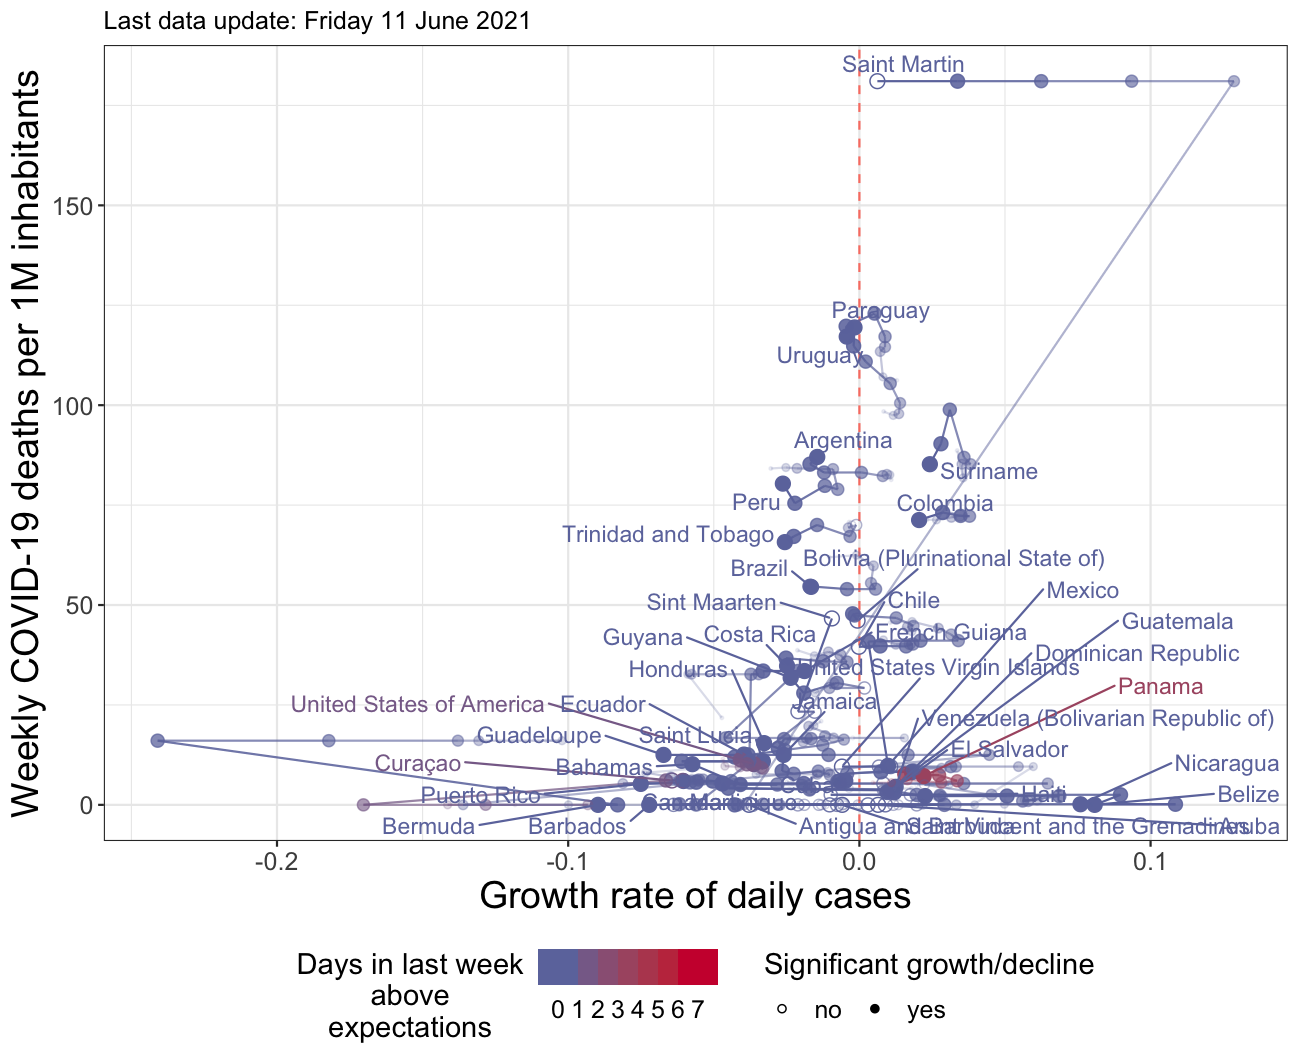 Last data update: Friday 11 June 2021
Weekly COVID-19 deaths per 1M inhabitants
150
100
50
0
Saint Martin
Paraguay
Uruguay
Argentina
Suriname
Peru
Colombia
Trinidad and Tobago
Bolivia (Plurinational State of)
Brazil
Mexico
Sint Maarten
Chile
Guatemala
Guyana
Costa Rica
French Guiana
Dominican Republic
Honduras
United States Virgin Islands
Panama
United States of America
Ecuador
Jamaica
Venezuela (Bolivarian Republic of)
Guadeloupe
Saint Lucia
El Salvador
Curaçao
Bahamas
Nicaragua
Puerto Rico
Haiti
Belize
Bermuda
Barbados
Antigua and Barbuda
Saint Vincent and the Grenadines
Aruba
-0.2
-0.1
0.0
0.1
Growth rate of daily cases
Days in last week
above
expectations
0 1 2 3 4 5 6 7
Significant growth/decline
no
yes